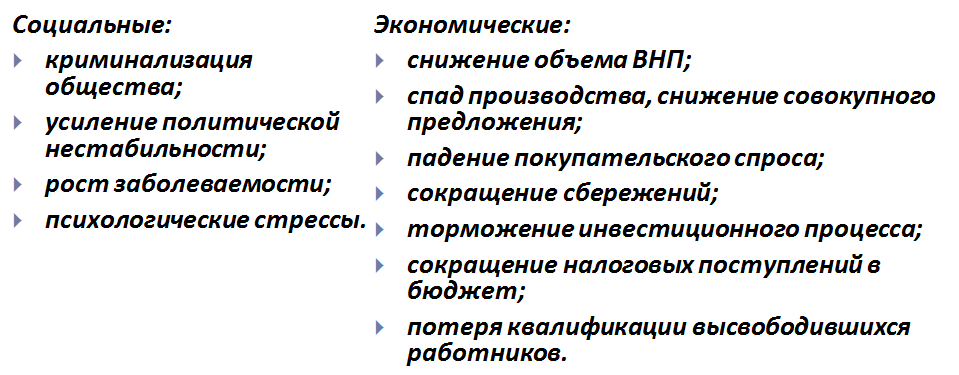 Социальные:
криминализация
общества;
усиление политической
нестабильности;
рост заболеваемости;
психологические стрессы.
Экономические:
снижение объема ВНП;
спад производства, снижение совокупного
предложения;
падение покупательского спроса;
сокращение сбережений;
торможение инвестиционного процесса;
сокращение налоговых поступлений в
бюджет;
потеря квалификации высвободившихся
работников.